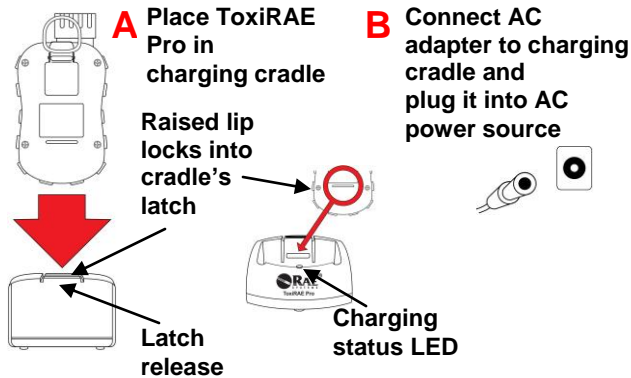 A Place ToxiRAE
Pro in
charging cradle
B Connect AC
adapter to charging
cradle and
plug it into AC
power source
Raised lip
locks into
cradle's
latch
RAE
SYSTEMS
ToxiRAE Pro
Latch
release
Charging
status LED